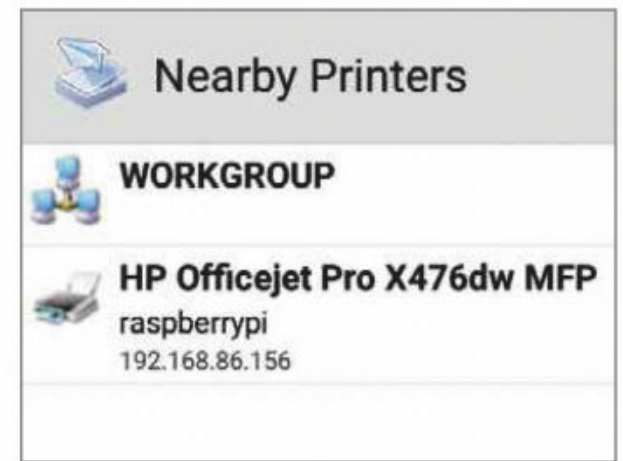 Nearby Printers
WORKGROUP
HP Officejet Pro X476dw MFP
raspberrypi
192.168.86.156